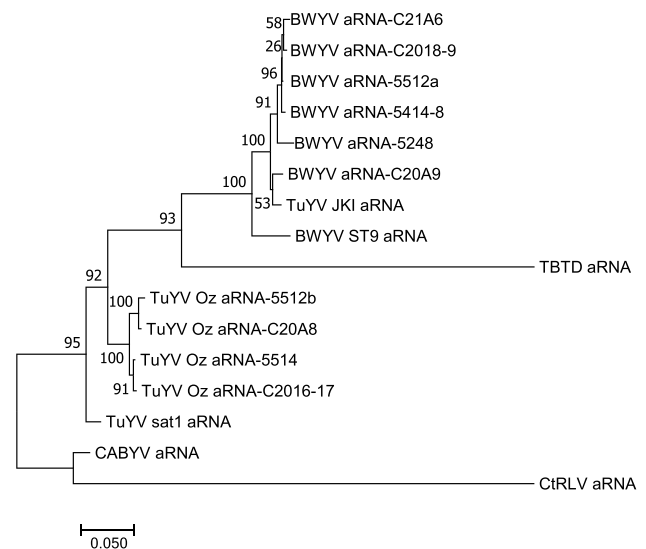 58
BWYV aRNA-C21A6
26
BWYV aRNA-C2018-9
96
BWYV aRNA-5512a
91
BWYV aRNA-5414-8
100
BWYV aRNA-5248
100
BWYV aRNA-C20A9
53
TuYV JKI aRNA
93
BWYV ST9 aRNA
TBTD aRNA
92
100
TuYV Oz aRNA-5512b
TuYV Oz aRNA-C20A8
95
100
TuYV Oz aRNA-5514
91
TuYV Oz aRNA-C2016-17
TuYV sat1 aRNA
CABYV aRNA
CtRLV aRNA
0.050